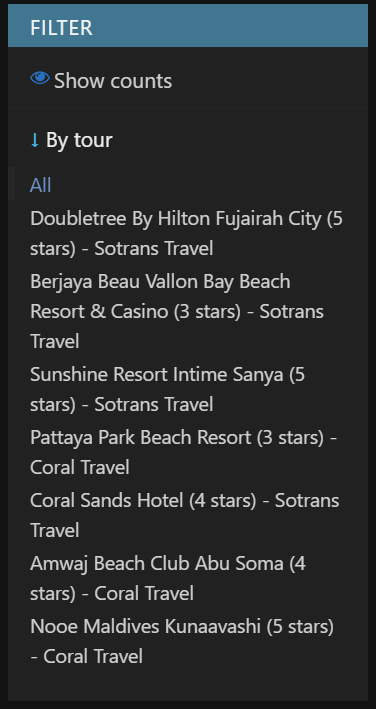 FILTER
Show counts
↓ By tour
All
Doubletree By Hilton Fujairah City (5
stars) - Sotrans Travel
Berjaya Beau Vallon Bay Beach
Resort & Casino (3 stars) - Sotrans
Travel
Sunshine Resort Intime Sanya (5
stars) - Sotrans Travel
Pattaya Park Beach Resort (3 stars) -
Coral Travel
Coral Sands Hotel (4 stars) - Sotrans
Travel
Amwaj Beach Club Abu Soma (4
stars) - Coral Travel
Nooe Maldives Kunaavashi (5 stars)
- Coral Travel